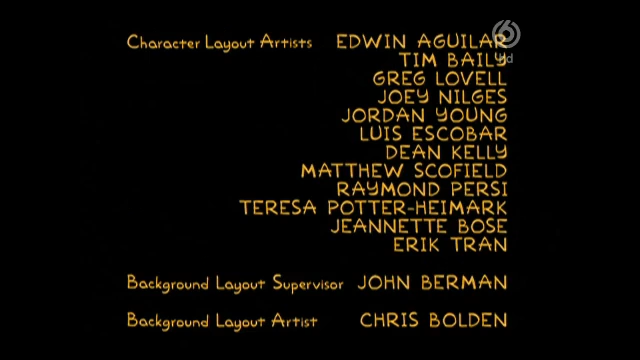 Character Layout Artists EDWIN AGUILAR
TIM BAILY
GREG LOVELL
JOEY NILGES
JORDAN YOUNG
LUIS ESCOBAR
DEAN KELLY
MATTHEW SCOFIELD
RAYMOND PERSI
TERESA POTTER-HEIMARK
JEANNETTE BOSE
ERIK TRAN
Background Layout Supervisor JOHN BERMAN
Background Layout Artist CHRIS BOLDEN
6
hd